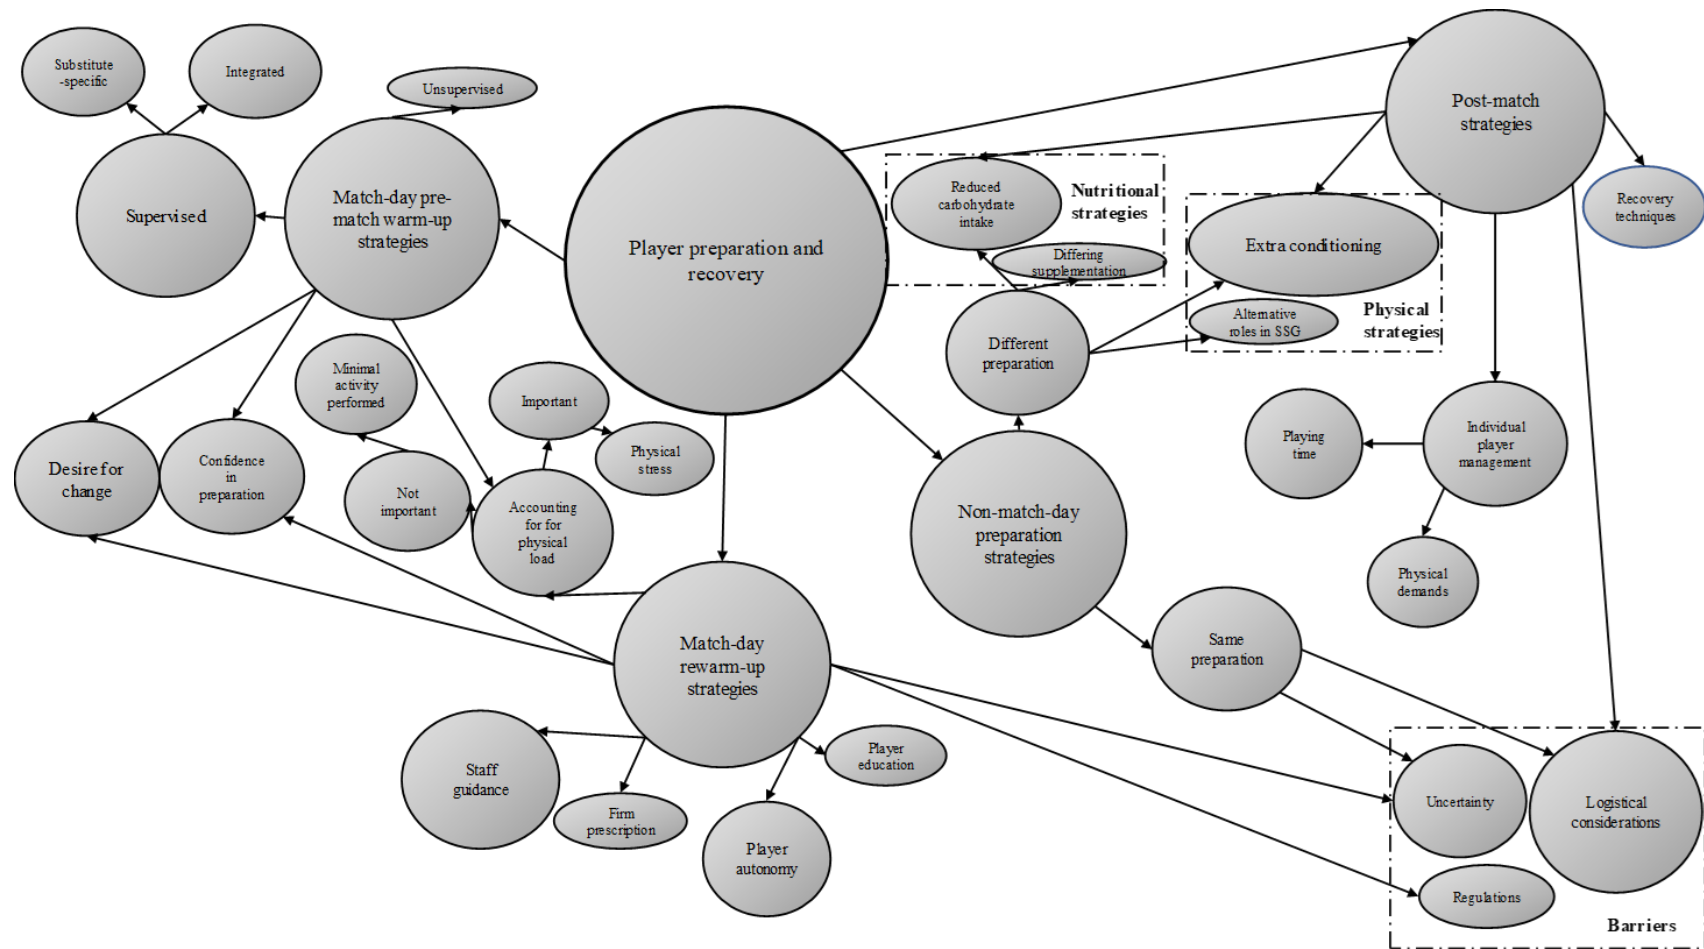 Substitute
-specific
Integrated
Unsupervised
Supervised
Match-day pre-
match warm-up
strategies
Player preparation and
recovery
Post-match
strategies
Recovery
techniques
Reduced
carbohydrate
intake
Nutritional
strategies
Differing
supplementation
Extra conditioning
Alternative
roles in SSG
Physical
strategies
Different
preparation
Minimal
activity
performed
Important
Physical
stress
Desire for
change
Confidence
in
preparation
Not
important
Accounting
for for
physical
load
Non-match-day
preparation
strategies
Playing
time
Individual
player
management
Physical
demands
Match-day
rewarm-up
strategies
Same
preparation
Staff
guidance
Firm
prescription
Player
autonomy
Player
education
Uncertainty
Logistical
considerations
Regulations
Barriers